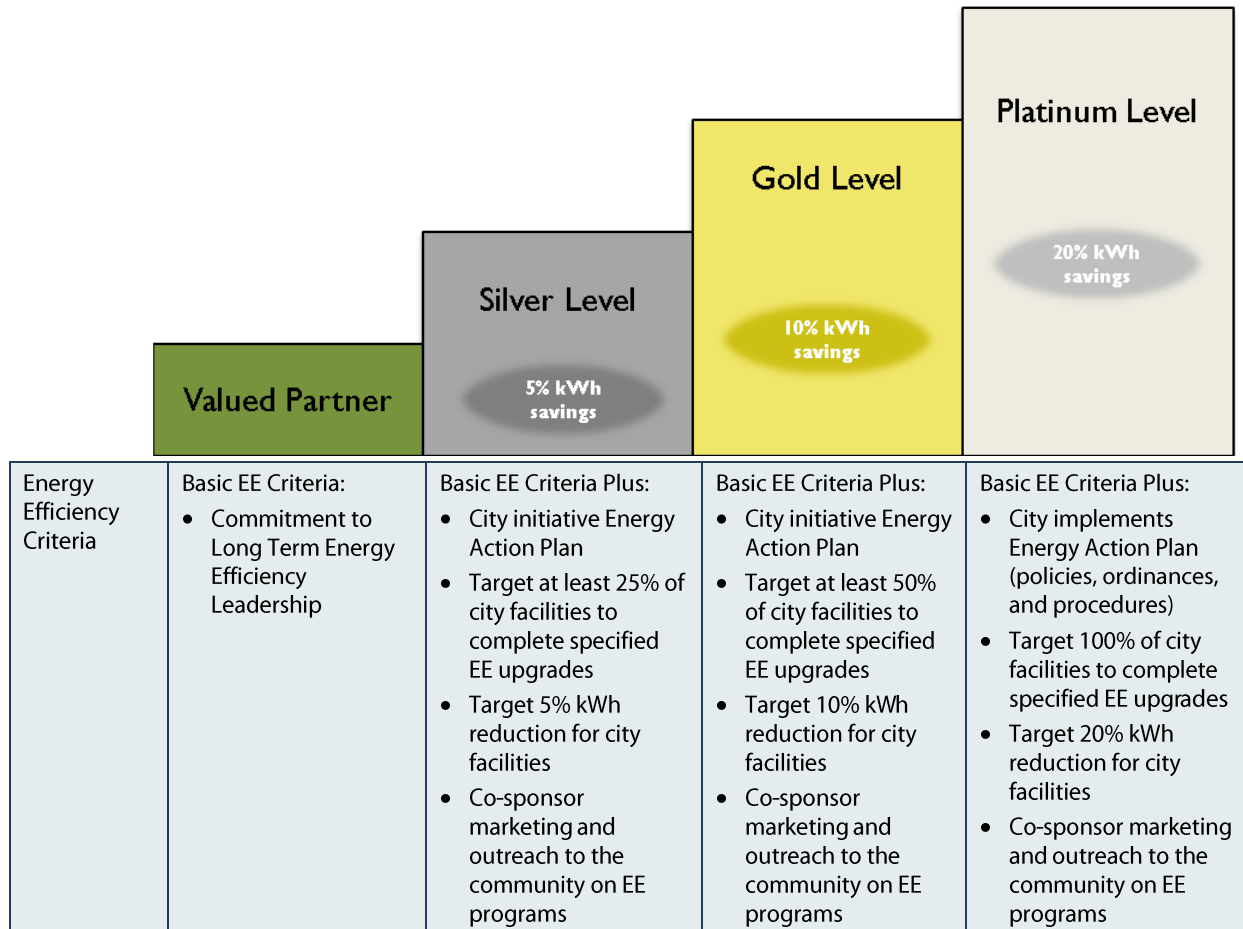 Platinum Level
20% kWh
savings
Gold Level
10% kWh
savings
Silver Level
5% kWh
savings
Valued Partner
Energy
Efficiency
Criteria
Basic EE Criteria:
• Commitment to
Long Term Energy
Efficiency
Leadership
Basic EE Criteria Plus:
• City initiative Energy
Action Plan
• Target at least 25% of
city facilities to
complete specified
EE upgrades
• Target 5% kWh
reduction for city
facilities
• Co-sponsor
marketing and
outreach to the
community on EE
programs
Basic EE Criteria Plus:
• City initiative Energy
Action Plan
• Target at least 50%
of city facilities to
complete specified
EE upgrades
• Target 10% kWh
reduction for city
facilities
• Co-sponsor
marketing and
outreach to the
community on EE
programs
Basic EE Criteria Plus:
• City implements
Energy Action Plan
(policies, ordinances,
and procedures)
• Target 100% of city
facilities to complete
specified EE upgrades
• Target 20% kWh
reduction for city
facilities
• Co-sponsor marketing
and outreach to the
community on EE
programs